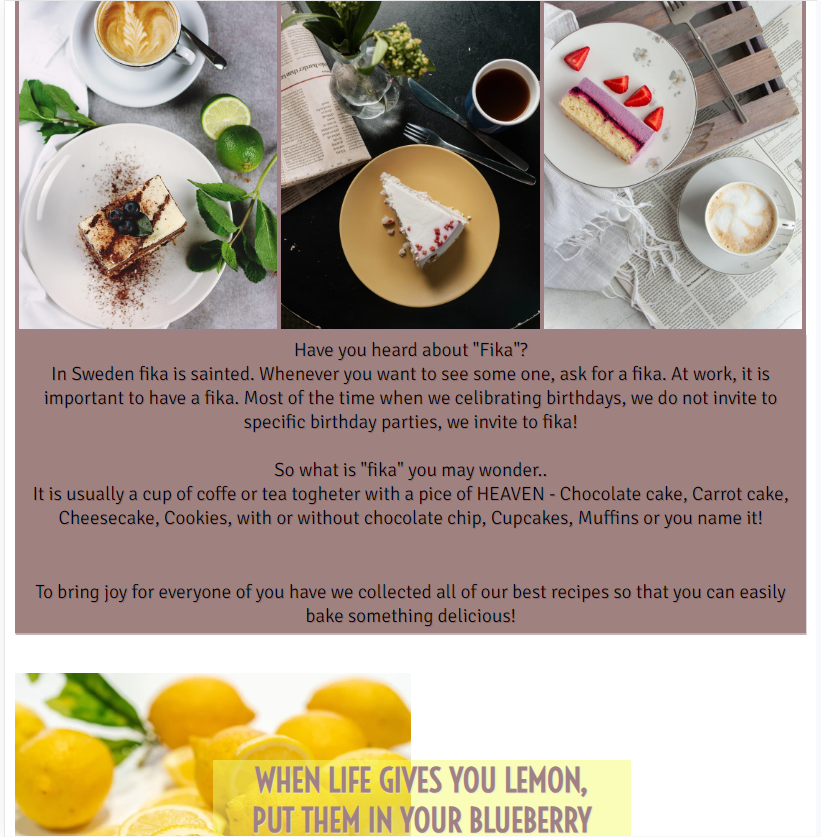 Have you heard about "Fika"?
In Sweden fika is sainted. Whenever you want to see some one, ask for a fika. At work, it is
important to have a fika. Most of the time when we celibrating birthdays, we do not invite to
specific birthday parties, we invite to fika!
So what is "fika" you may wonder..
It is usually a cup of coffe or tea togheter with a pice of HEAVEN - Chocolate cake, Carrot cake,
Cheesecake, Cookies, with or without chocolate chip, Cupcakes, Muffins or you name it!
To bring joy for everyone of you have we collected all of our best recipes so that you can easily
bake something delicious!
WHEN LIFE GIVES YOU LEMON,
PUT THEM IN YOUR BLUEBERRY